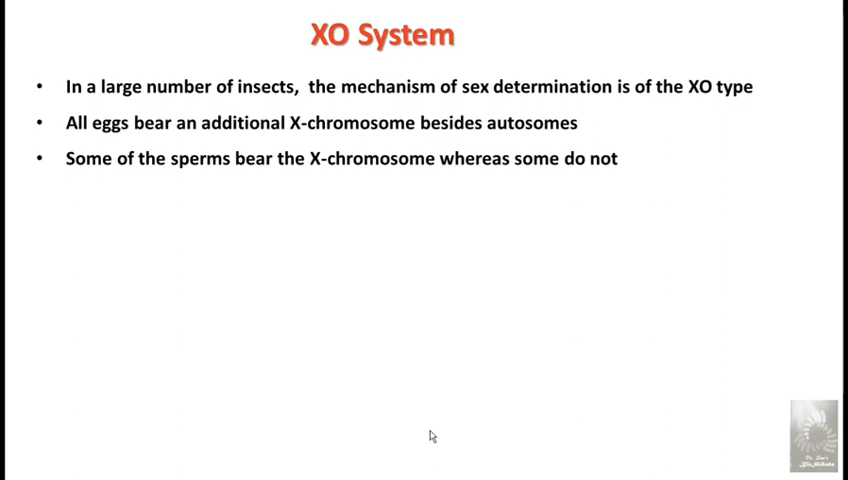 XO System
• In a large number of insects, the mechanism of sex determination is of the XO type
• All eggs bear an additional X-chromosome besides autosomes
• Some of the sperms bear the X-chromosome whereas some do not